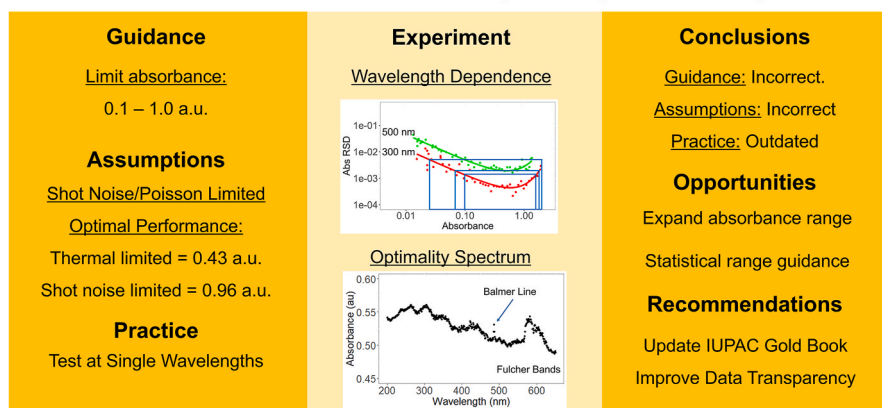 Guidance
Limit absorbance:
0.1 – 1.0 a.u.
Assumptions
Shot Noise/Poisson Limited
Optimal Performance:
Thermal limited = 0.43 a.u.
Shot noise limited = 0.96 a.u.
Practice
Test at Single Wavelengths
Experiment
Wavelength Dependence
Abs RSD
1e-01
1e-02
1e-03
1e-04
500 nm
300 nm
0.01 0.10 1.00
Absorbance
Optimality Spectrum
Absorbance (au)
0.60
0.55
0.50
0.45
Balmer Line
Fulcher Bands
200 300 400 500 600
Wavelength (nm)
Conclusions
Guidance: Incorrect.
Assumptions: Incorrect
Practice: Outdated
Opportunities
Expand absorbance range
Statistical range guidance
Recommendations
Update IUPAC Gold Book
Improve Data Transparency